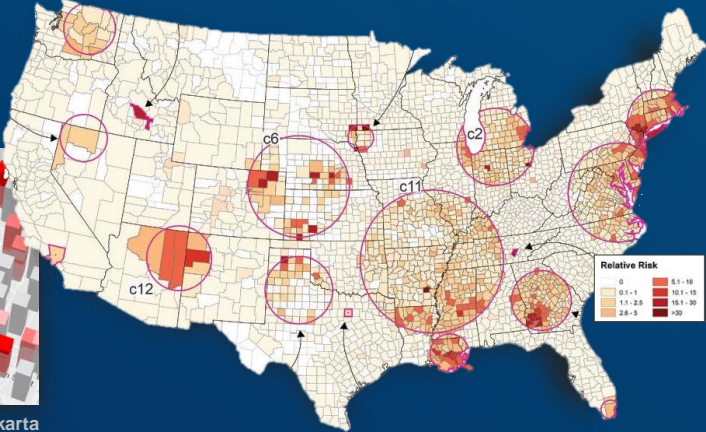 c6
c2
c11
c12
Relative Risk
0
0.1 - 1
1.1 - 2.5
2.6 - 5
5.1 - 10
10.1 - 15
15.1 - 30
>30
karta